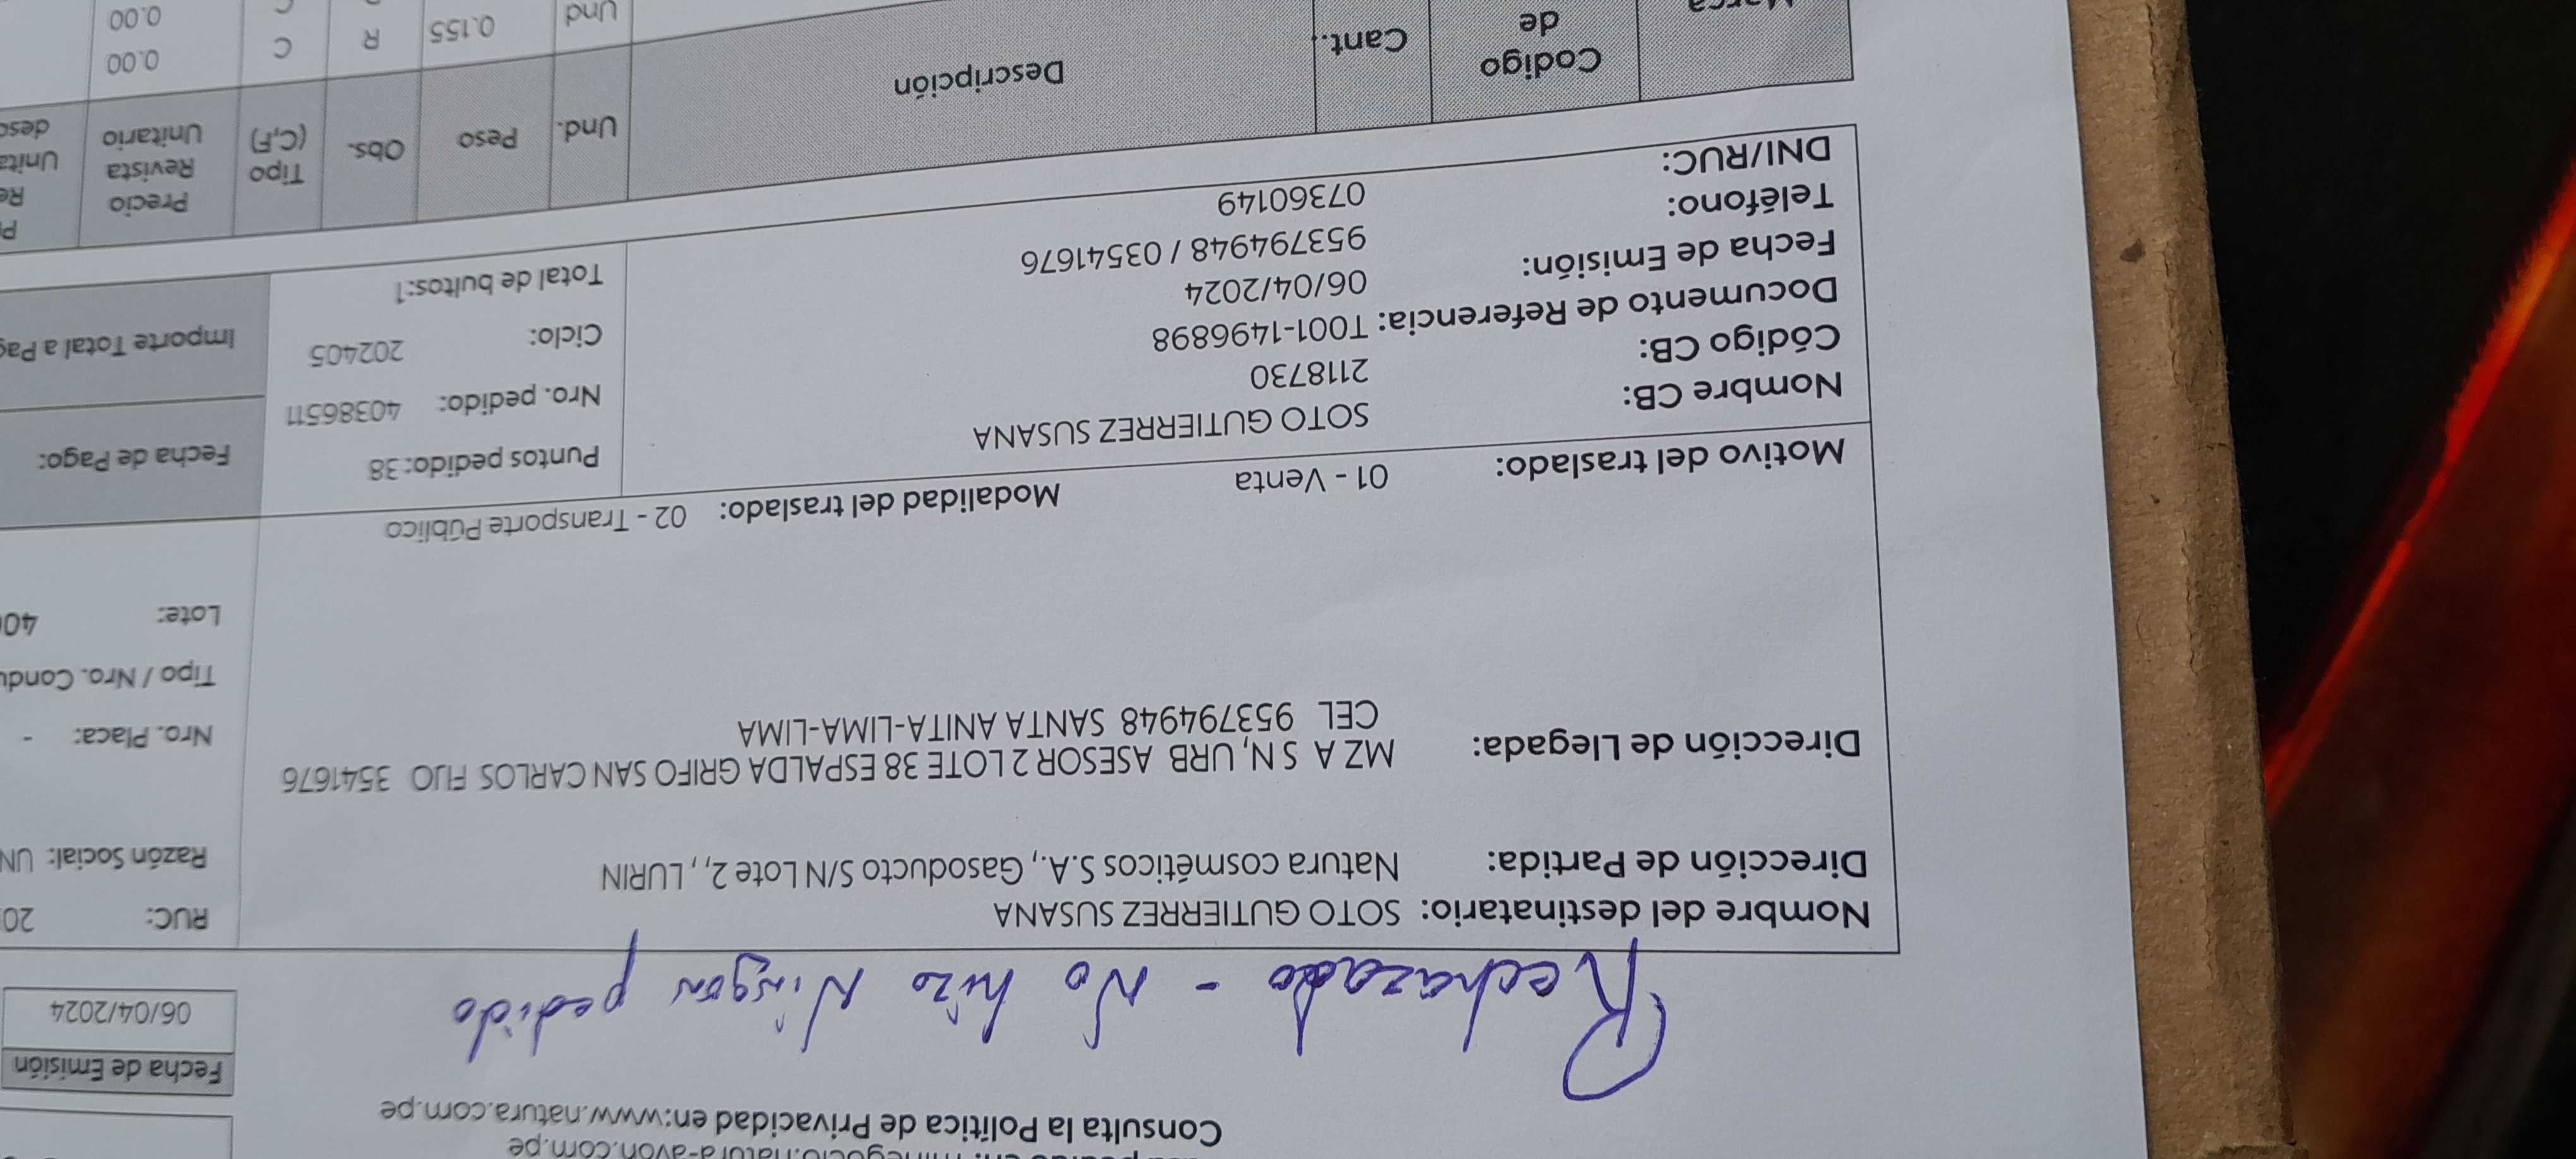 Consulta la Política de Privacidad en:www.natura.com.pe
Fecha de Emisión
06/04/2024
Rechazado - No hizo Ningun pedido
Nombre del destinatario: SOTO GUTIERREZ SUSANA
Dirección de Partida: Natura cosméticos S.A., Gasoducto S/N Lote 2, , LURIN
Dirección de Llegada: MZ A S N, URB ASESOR 2 LOTE 38 ESPALDA GRIFO SAN CARLOS FIJO 3541676
CEL 953794948 SANTA ANITA-LIMA-LIMA
RUC: 20
Razón Social: UN
Nro. Placa: -
Tipo / Nro. Condu
Lote: 40
Motivo del traslado: 01 - Venta Modalidad del traslado: 02 - Transporte Público
Nombre CB: SOTO GUTIERREZ SUSANA
Código CB: 2118730
Documento de Referencia: T001-1496898
Fecha de Emisión: 06/04/2024
Teléfono: 953794948 / 03541676
DNI/RUC: 07360149
Puntos pedido: 38
Nro. pedido: 40386511
Ciclo: 202405
Total de bultos:1
Fecha de Pago:
Importe Total a Pag
Codigo de
Cant.
Descripción
Und.
Peso
Obs.
Tipo (C,F)
Precio Revista Unitario
Und 0.155 R C 0.00
0.00